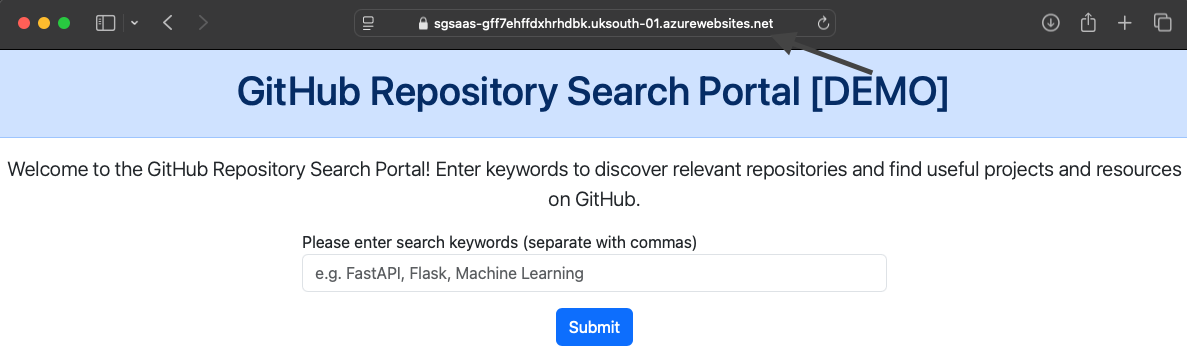 sgsaas-gff7ehffdxhrhdbk.uksouth-01.azurewebsites.net
GitHub Repository Search Portal [DEMO]
Welcome to the GitHub Repository Search Portal! Enter keywords to discover relevant repositories and find useful projects and resources
on GitHub.
Please enter search keywords (separate with commas)
e.g. FastAPI, Flask, Machine Learning
Submit